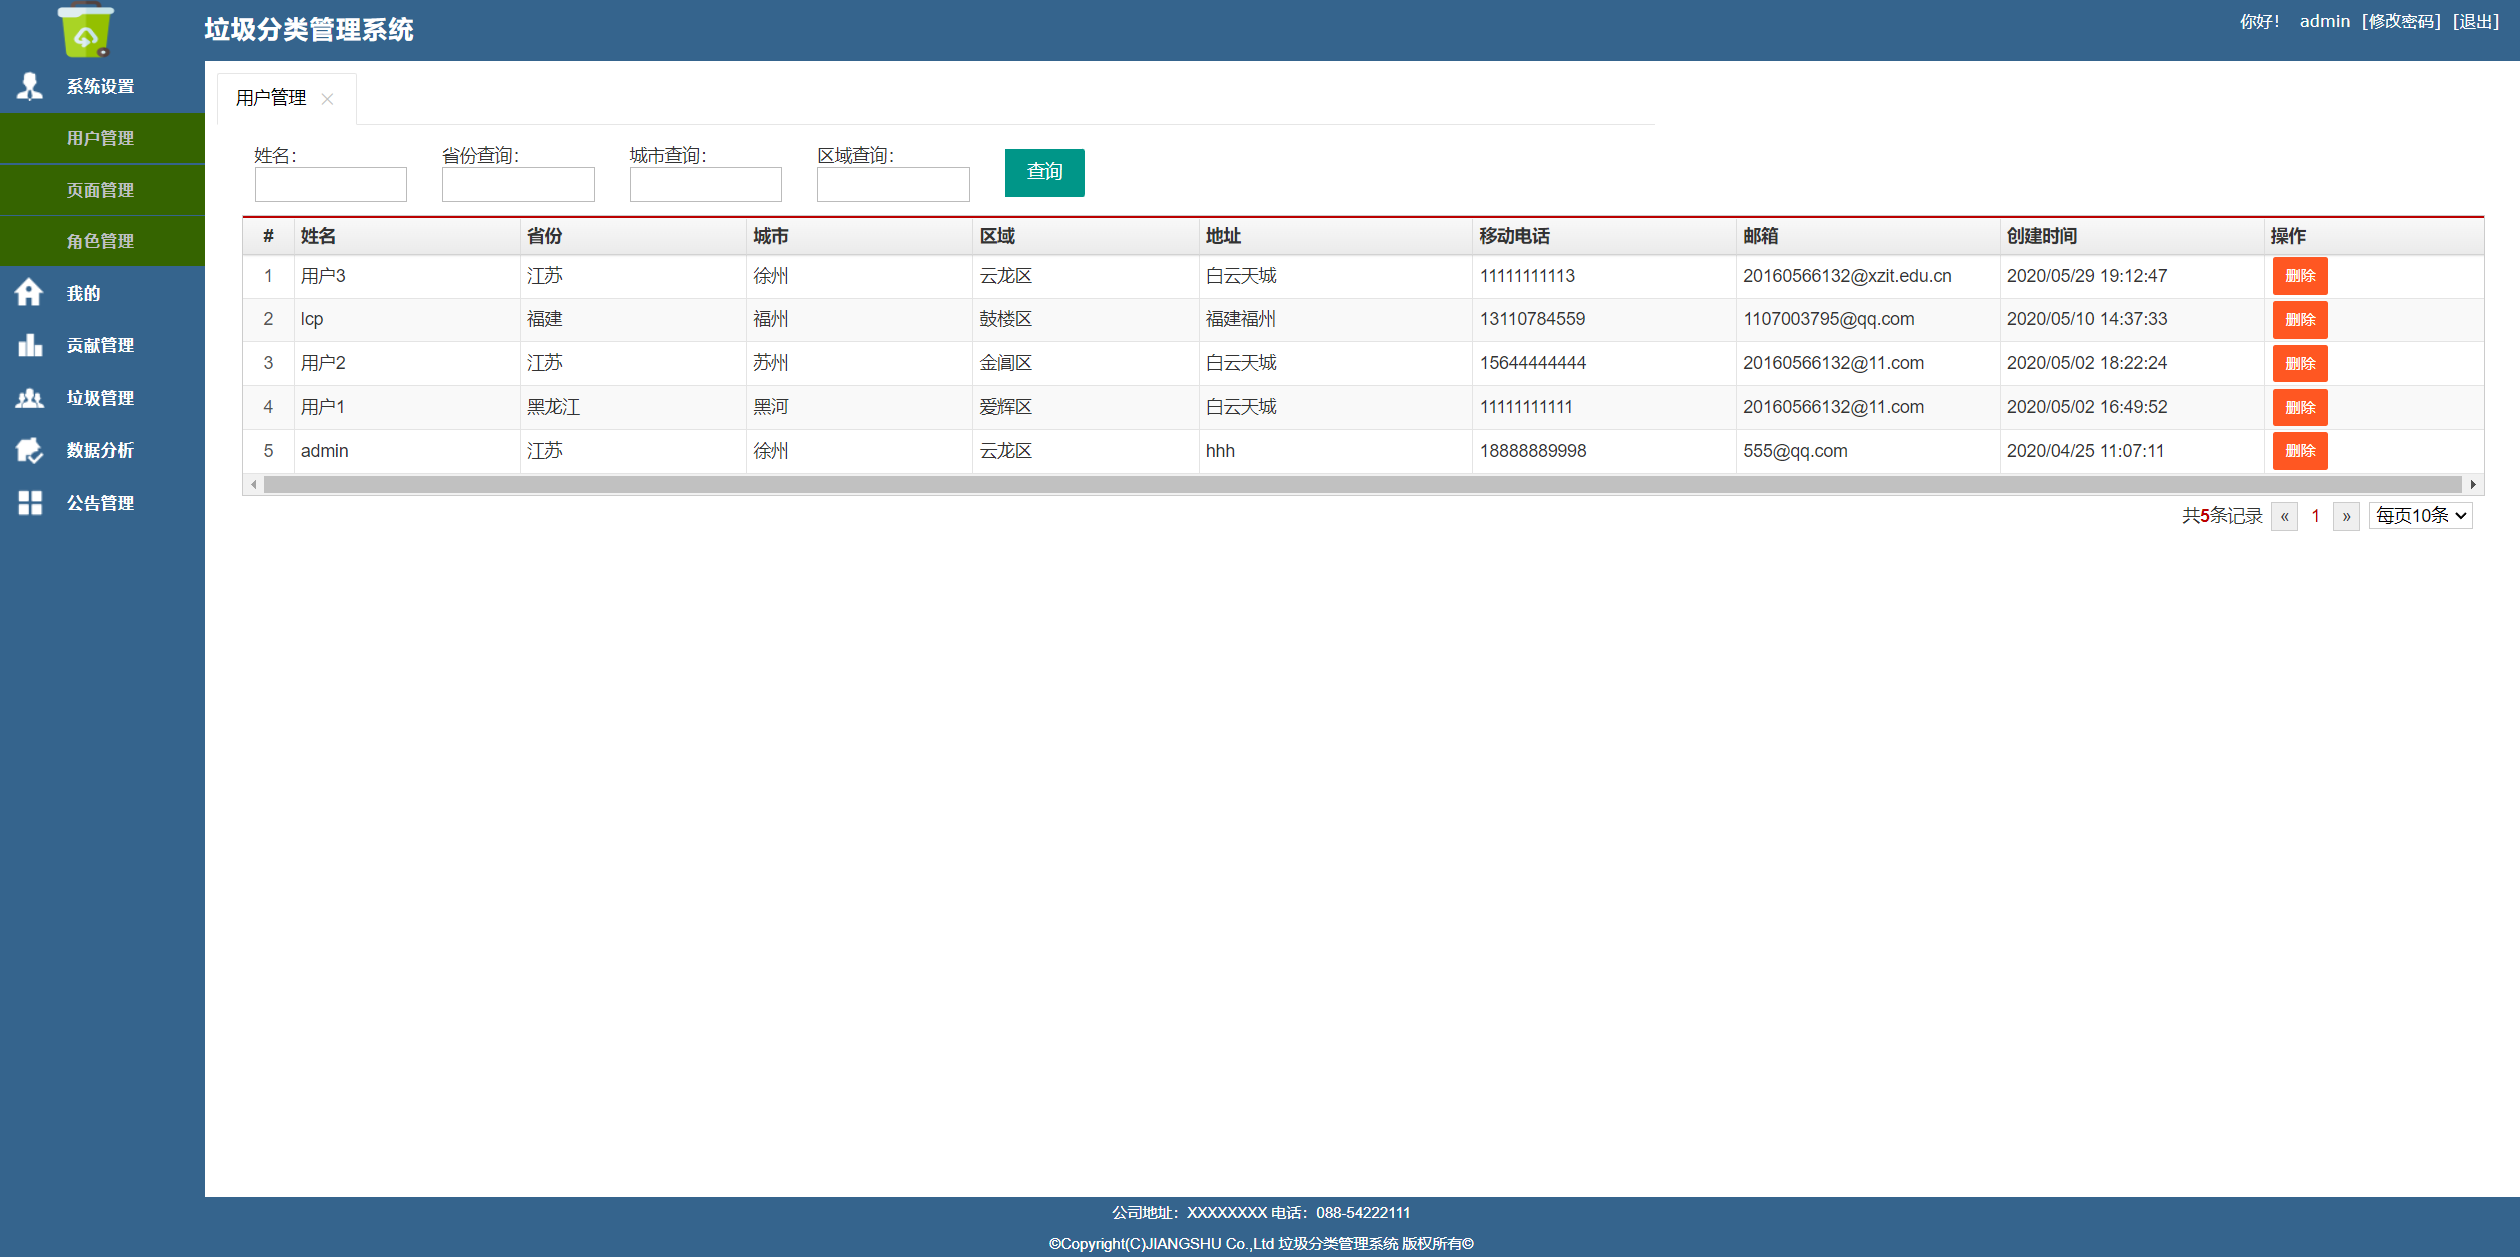 垃圾分类管理系统
你好！ admin [修改密码] [退出]
系统设置
用户管理
页面管理
角色管理
我的
贡献管理
垃圾管理
数据分析
公告管理
用户管理
姓名： 省份查询： 城市查询： 区域查询： 查询
# 姓名 省份 城市 区域 地址 移动电话 邮箱 创建时间 操作
1 用户3 江苏 徐州 云龙区 白云天城 11111111113 20160566132@xzit.edu.cn 2020/05/29 19:12:47 删除
2 lcp 福建 福州 鼓楼区 福建福州 13110784559 1107003795@qq.com 2020/05/10 14:37:33 删除
3 用户2 江苏 苏州 金阊区 白云天城 15644444444 20160566132@11.com 2020/05/02 18:22:24 删除
4 用户1 黑龙江 黑河 爱辉区 白云天城 11111111111 20160566132@11.com 2020/05/02 16:49:52 删除
5 admin 江苏 徐州 云龙区 hhh 18888889998 555@qq.com 2020/04/25 11:07:11 删除
共5条记录 « 1 » 每页10条
公司地址：XXXXXXXX 电话：088-54222111
©Copyright(C)JIANGSHU Co.,Ltd 垃圾分类管理系统 版权所有©